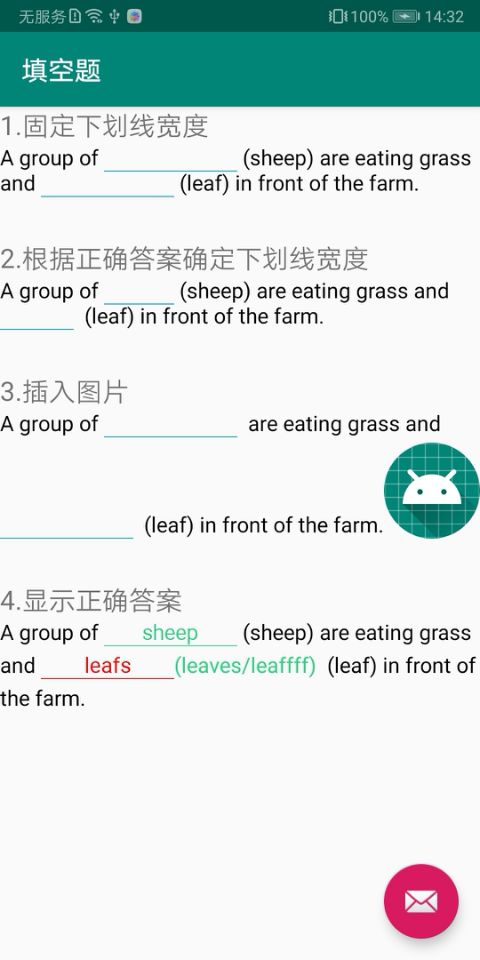 无服务 100% 14:32
填空题
1.固定下划线宽度
A group of ____________ (sheep) are eating grass
and ____________ (leaf) in front of the farm.
2.根据正确答案确定下划线宽度
A group of ______ (sheep) are eating grass and
______ (leaf) in front of the farm.
3.插入图片
A group of ____________ are eating grass and
____________ (leaf) in front of the farm.
4.显示正确答案
A group of sheep (sheep) are eating grass
and leafs (leaves/leaffff) (leaf) in front of
the farm.